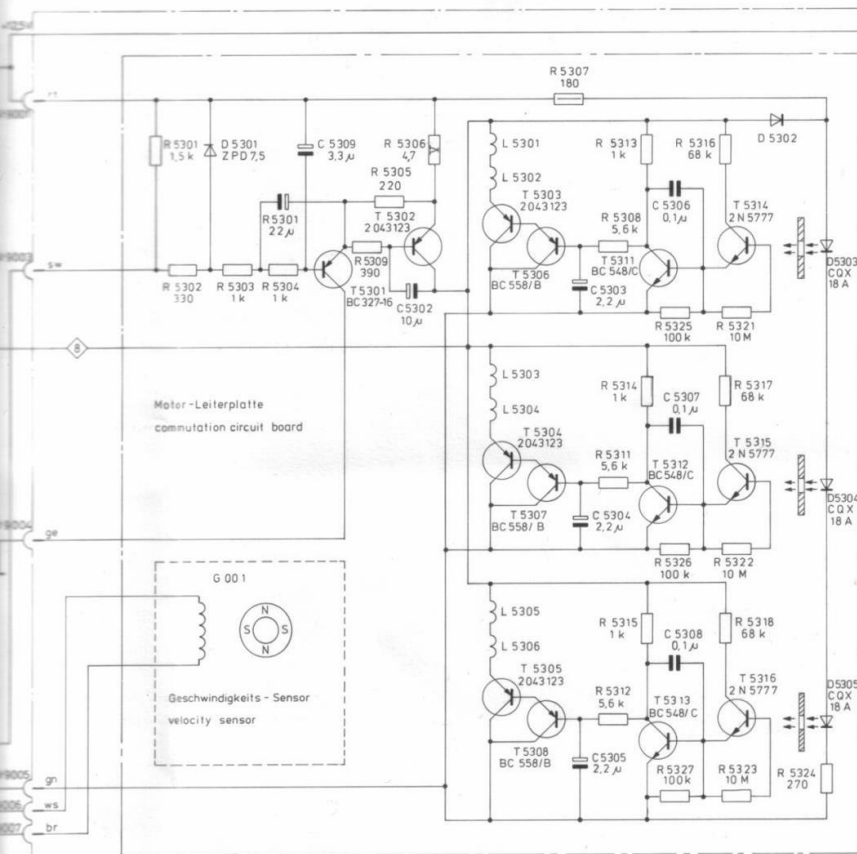 R 5307
180
rt
R 5301
1,5 k
D 5301
ZPD 7,5
C 5309
3,3 µ
R 5306
4,7
R 5305
220
R 5301
22 µ
T 5302
2043123
R 5309
390
T 5301
BC327-16
C 5302
10 µ
sw
R 5302
330
R 5303
1 k
R 5304
1 k
L 5301
L 5302
T 5303
2043123
T 5306
BC 558/B
R 5313
1 k
R 5316
68 k
D 5302
C 5306
0,1 µ
R 5308
5,6 k
T 5311
BC 548/C
C 5303
2,2 µ
T 5314
2 N 5777
R 5325
100 k
R 5321
10 M
D5303
CQX
18 A
8
L 5303
L 5304
T 5304
2043123
T 5307
BC 558/ B
R 5314
1 k
R 5317
68 k
C 5307
0,1 µ
R 5311
5,6 k
T 5312
BC 548/C
C 5304
2,2 µ
T 5315
2 N 5777
R 5326
100 k
R 5322
10 M
D5304
CQX
18 A
Motor-Leiterplatte
commutation circuit board
ge
G 001
N
S S
N
Geschwindigkeits - Sensor
velocity sensor
L 5305
L 5306
T 5305
2043123
T 5308
BC 558/B
R 5315
1 k
R 5318
68 k
C 5308
0,1 µ
R 5312
5,6 k
T 5313
BC 548/ C
C 5305
2,2 µ
T 5316
2 N 5777
R 5327
100 k
R 5323
10 M
D5305
CQX
18 A
R 5324
270
gn
ws
br